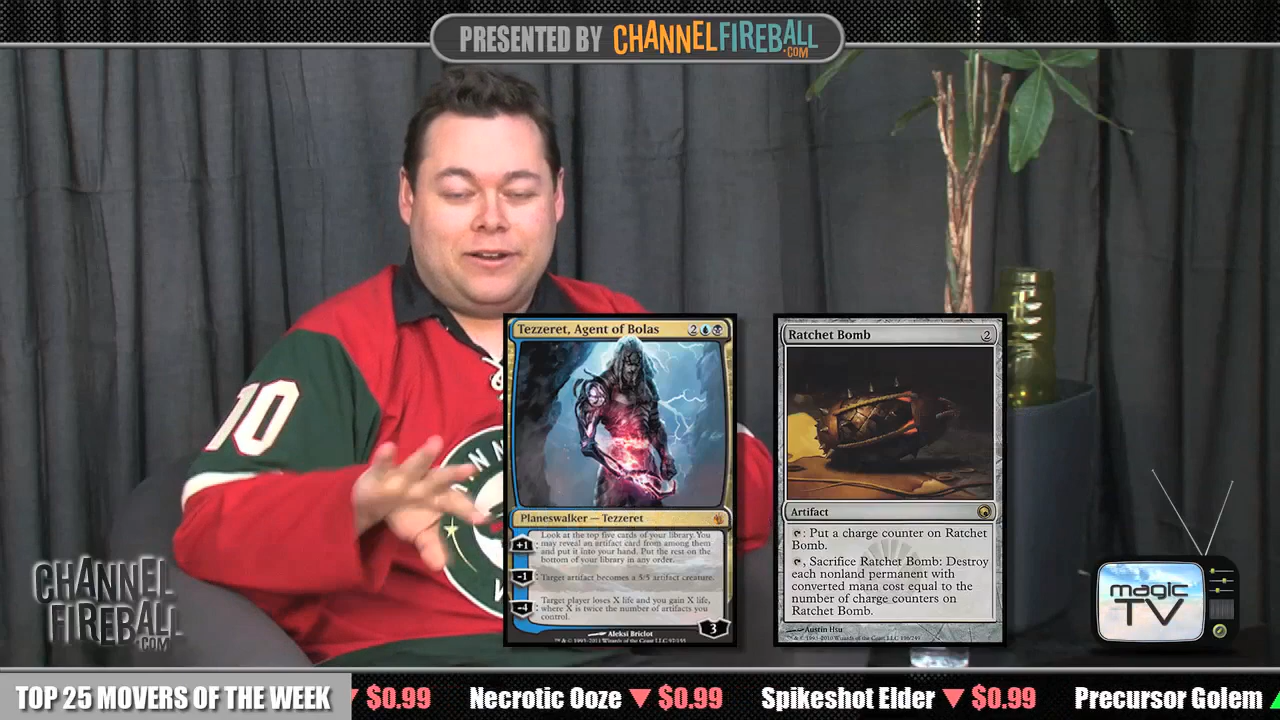 PRESENTED BY CHANNELFIREBALL.COM
10
Tezzeret, Agent of Bolas 2
Planeswalker — Tezzeret
+1 Look at the top five cards of your library. You
may reveal an artifact card from among them
and put it into your hand. Put the rest on the
bottom of your library in any order.
-1 Target artifact becomes a 5/5 artifact creature.
-4 Target player loses X life and you gain X life,
where X is twice the number of artifacts you
control.
Aleksi Briclot
3
Ratchet Bomb 2
Artifact
: Put a charge counter on Ratchet
Bomb.
, Sacrifice Ratchet Bomb: Destroy
each nonland permanent with
converted mana cost equal to the
number of charge counters on
Ratchet Bomb.
Austin Hsu
CHANNEL
FIREBALL
.COM
magic
TV
TOP 25 MOVERS OF THE WEEK ▼ $0.99 Necrotic Ooze ▼ $0.99 Spikeshot Elder ▼ $0.99 Precursor Golem